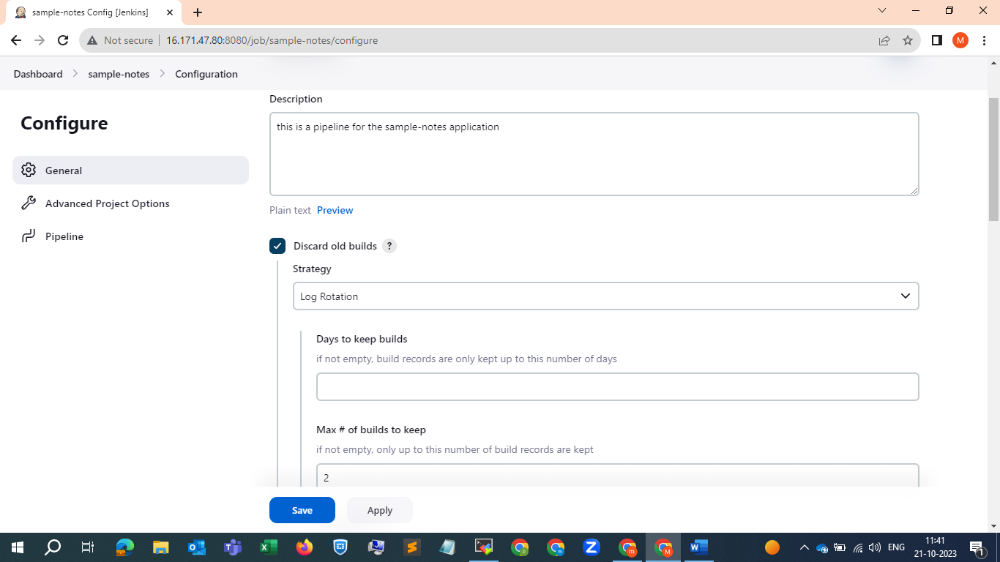 sample-notes Config [Jenkins]
Not secure
16.171.47.80:8080/job/sample-notes/configure
M
Dashboard
sample-notes
Configuration
Configure
General
Advanced Project Options
Pipeline
Description
this is a pipeline for the sample-notes application
Plain text Preview
Discard old builds ?
Strategy
Log Rotation
Days to keep builds
if not empty, build records are only kept up to this number of days
Max # of builds to keep
if not empty, only up to this number of build records are kept
2
Save
Apply
ENG
11:41
21-10-2023
1